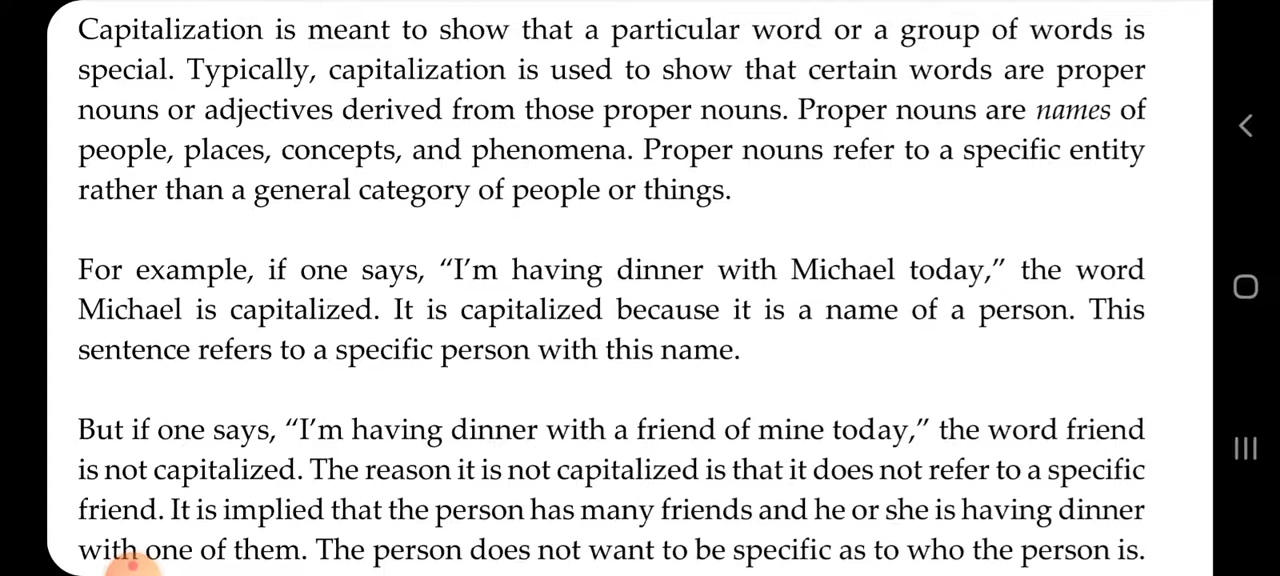 Capitalization is meant to show that a particular word or a group of words is
special. Typically, capitalization is used to show that certain words are proper
nouns or adjectives derived from those proper nouns. Proper nouns are names of
people, places, concepts, and phenomena. Proper nouns refer to a specific entity
rather than a general category of people or things.
For example, if one says, “I’m having dinner with Michael today,” the word
Michael is capitalized. It is capitalized because it is a name of a person. This
sentence refers to a specific person with this name.
But if one says, “I’m having dinner with a friend of mine today,” the word friend
is not capitalized. The reason it is not capitalized is that it does not refer to a specific
friend. It is implied that the person has many friends and he or she is having dinner
with one of them. The person does not want to be specific as to who the person is.